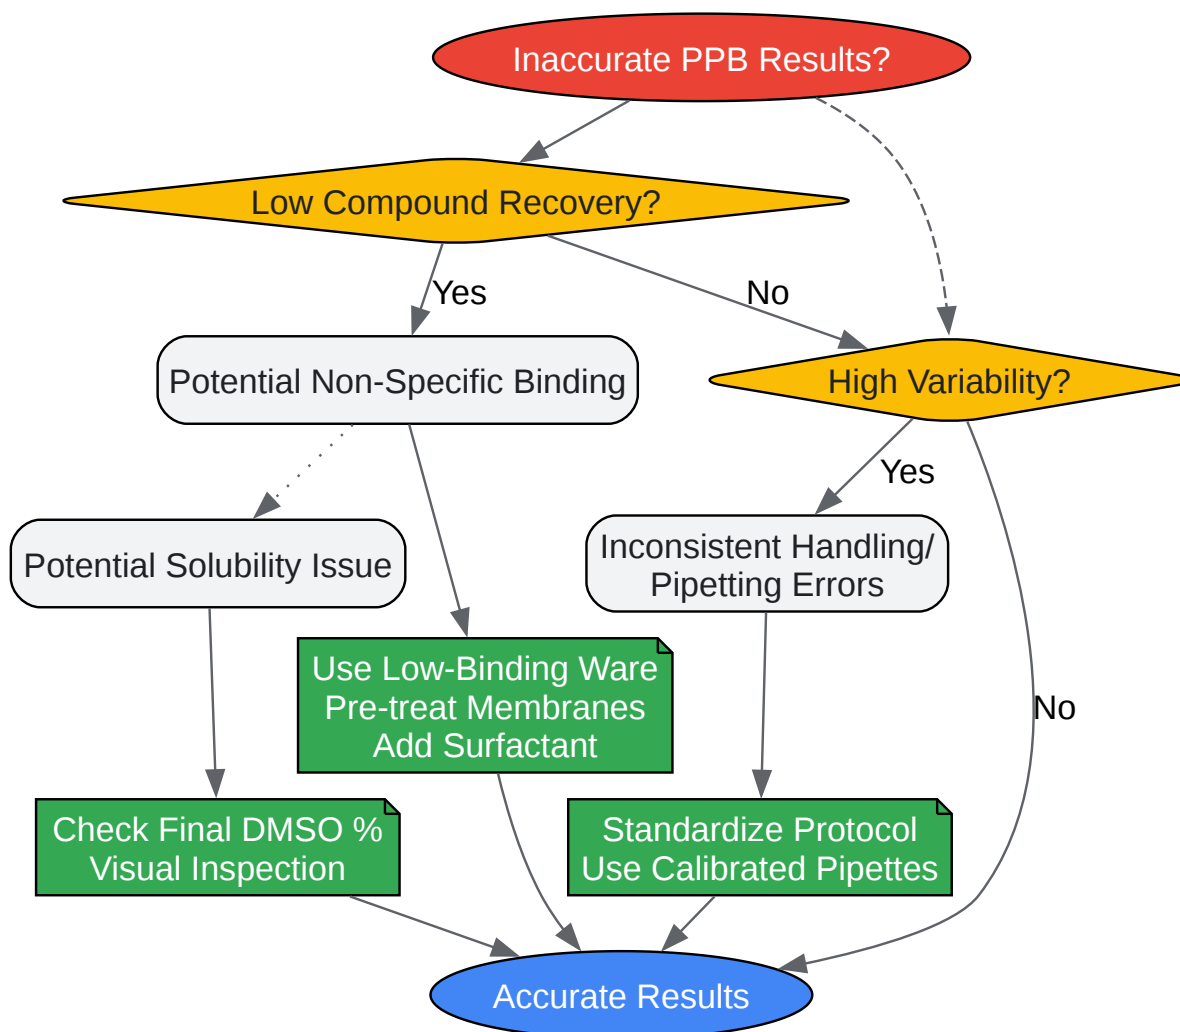 Inaccurate PPB Results?
Low Compound Recovery?
Yes
No
Potential Non-Specific Binding
High Variability?
Yes
Potential Solubility Issue
Inconsistent Handling/
Pipetting Errors
Use Low-Binding Ware
Pre-treat Membranes
Add Surfactant
No
Check Final DMSO %
Visual Inspection
Standardize Protocol
Use Calibrated Pipettes
Accurate Results